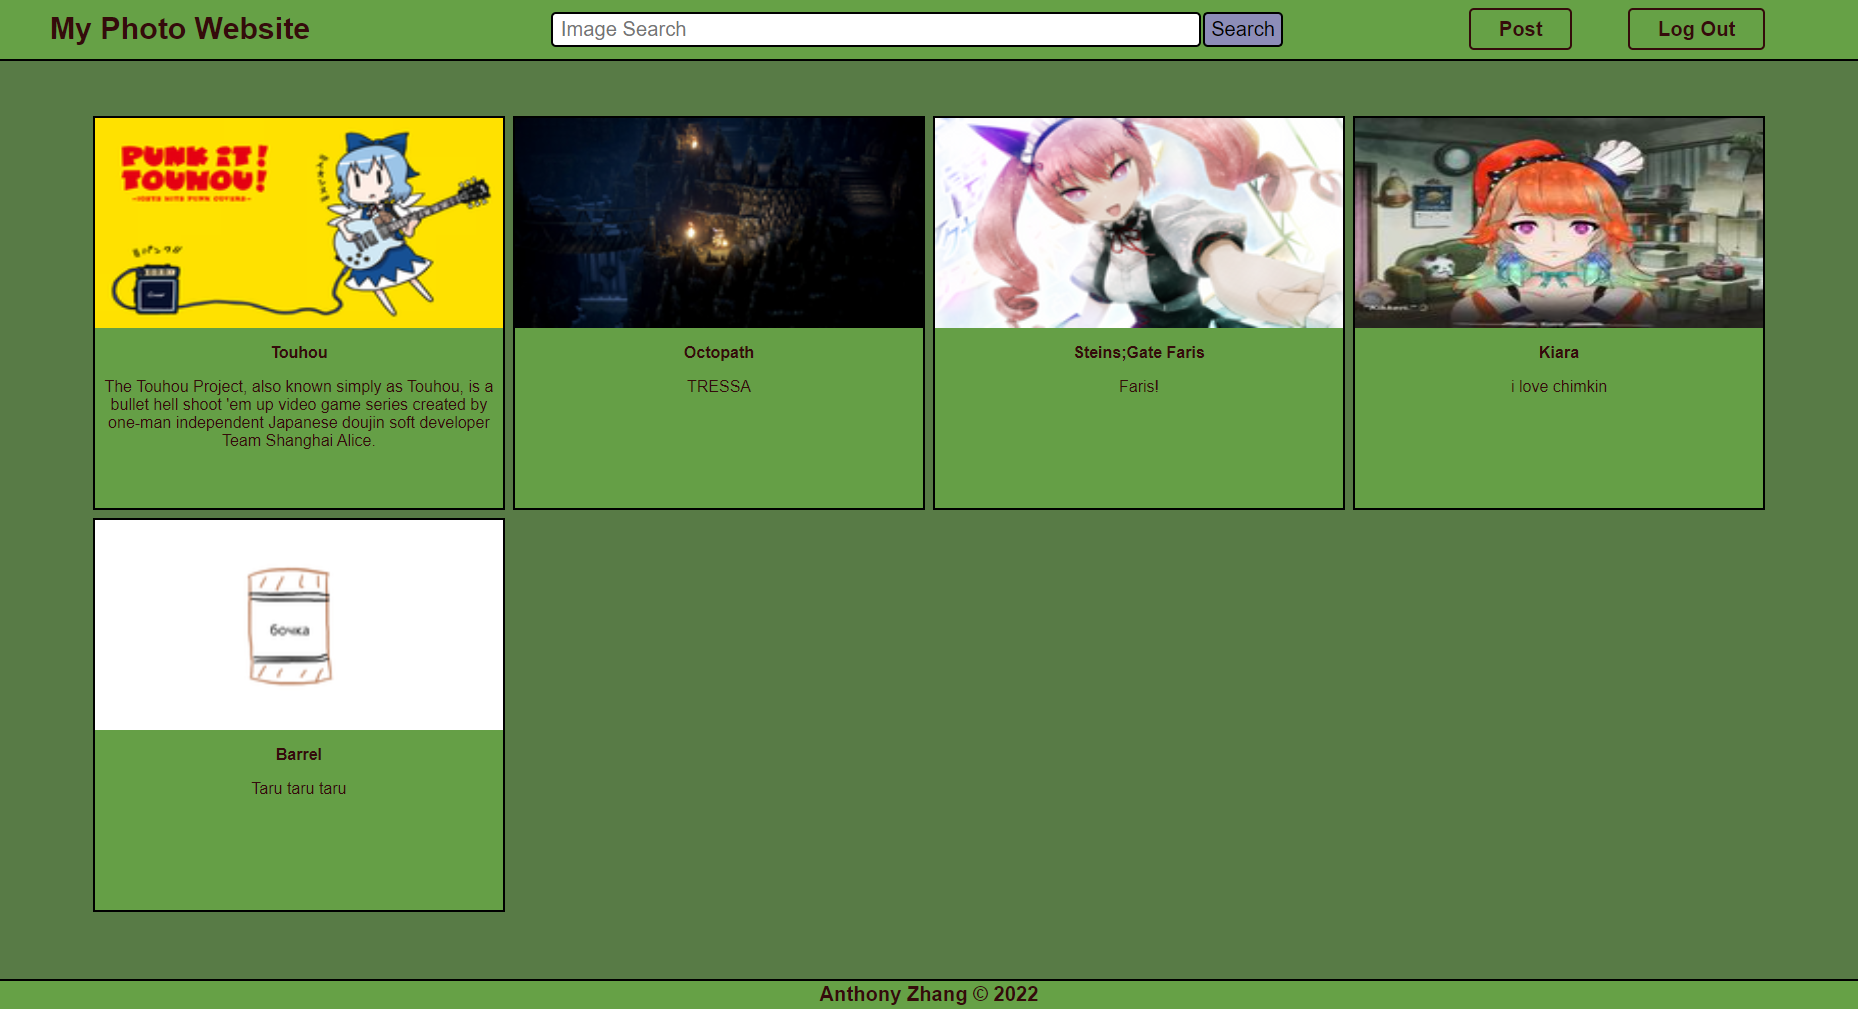 My Photo Website
Image Search
Search
Post
Log Out
PUNK iT!
TOUHOU!
Touhou
The Touhou Project, also known simply as Touhou, is a
bullet hell shoot 'em up video game series created by
one-man independent Japanese doujin soft developer
Team Shanghai Alice.
Octopath
TRESSA
Steins;Gate Faris
Faris!
Kiara
i love chimkin
бочка
Barrel
Taru taru taru
Anthony Zhang © 2022